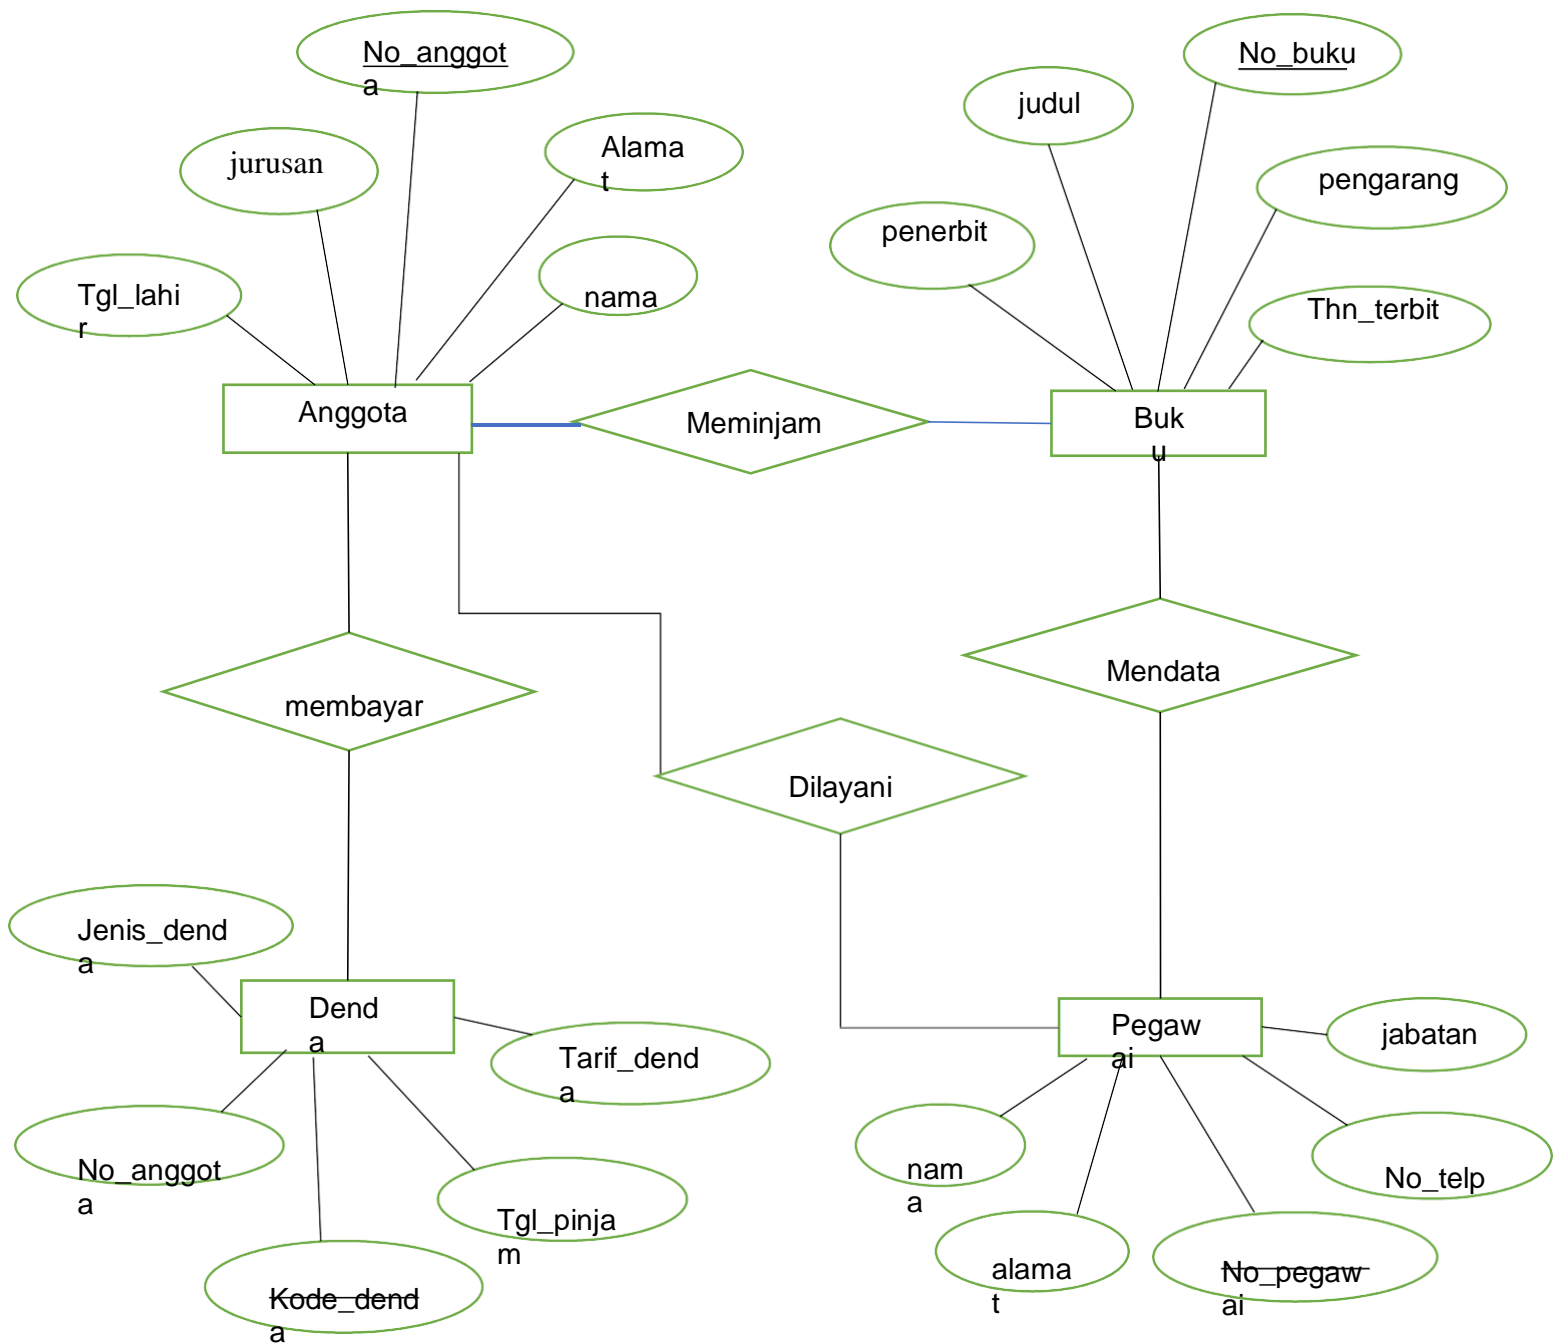 No_anggot
a
No_buku
judul
Alama
t
jurusan
pengarang
penerbit
Tgl_lahi
r
nama
Thn_terbit
Anggota
Meminjam
Buk
u
Mendata
membayar
Dilayani
Jenis_dend
a
Dend
a
Tarif_dend
a
Pegaw
ai
jabatan
No_anggot
a
nam
a
No_telp
Tgl_pinja
m
alama
t
No_pegaw
ai
Kode_dend
a